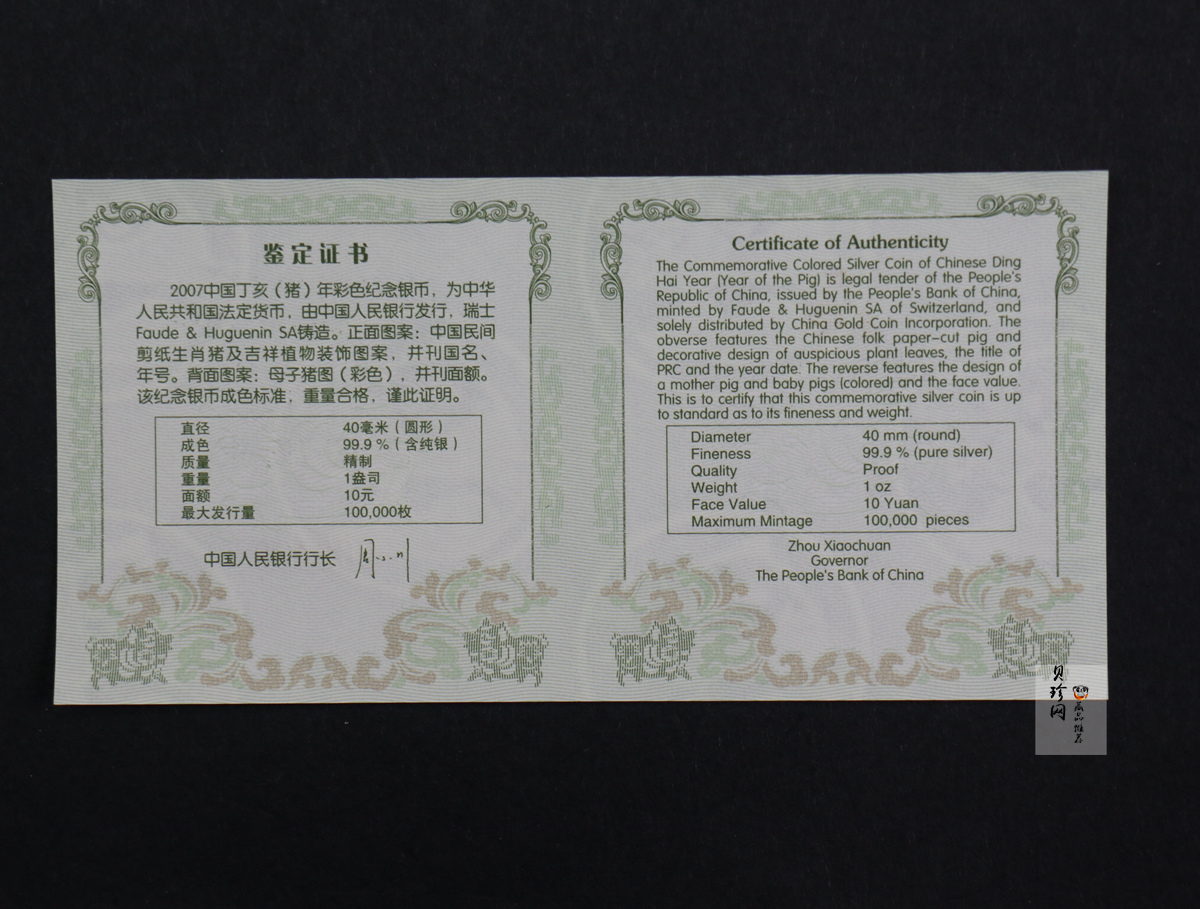 鉴定证书
2007中国丁亥（猪）年彩色纪念银币，为中华
人民共和国法定货币，由中国人民银行发行，瑞士
Faude & Huguenin SA铸造。正面图案：中国民间
剪纸生肖猪及吉祥植物装饰图案，并刊国名、
年号。背面图案：母子猪图（彩色），并刊面额。
该纪念银币成色标准，重量合格，谨此证明。
直径 40毫米（圆形）
成色 99.9 %（含纯银）
质量 精制
重量 1盎司
面额 10元
最大发行量 100,000枚
中国人民银行行长
Certificate of Authenticity
The Commemorative Colored Silver Coin of Chinese Ding
Hai Year (Year of the Pig) is legal tender of the People's
Republic of China, issued by the People's Bank of China,
minted by Faude & Huguenin SA of Switzerland, and
solely distributed by China Gold Coin Incorporation. The
obverse features the Chinese folk paper-cut pig and
decorative design of auspicious plant leaves, the title of
PRC and the year date. The reverse features the design of
a mother pig and baby pigs (colored) and the face value.
This is to certify that this commemorative silver coin is up
to standard as to its fineness and weight.
Diameter 40 mm (round)
Fineness 99.9 % (pure silver)
Quality Proof
Weight 1 oz
Face Value 10 Yuan
Maximum Mintage 100,000 pieces
Zhou Xiaochuan
Governor
The People's Bank of China
贝珍网
藏品推荐